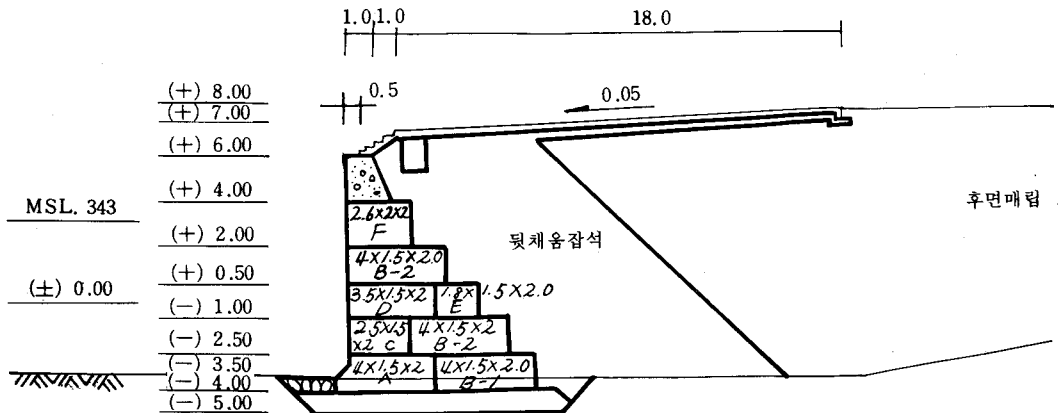 1.0 1.0 18.0
0.5
0.05
(+) 8.00
(+) 7.00
(+) 6.00
(+) 4.00
MSL. 343
(+) 2.00
(+) 0.50
(±) 0.00
(-) 1.00
(-) 2.50
(-) 3.50
(-) 4.00
(-) 5.00
2.6x2x2
F
4x1.5x2.0
B-2
3.5x1.5x2
D
1.8x1.5x2.0
E
2.5x1.5
x2 C
4x1.5x2
B-2
4x1.5x2
A
4x1.5x2.0
B-1
뒷채움잡석
후면매립